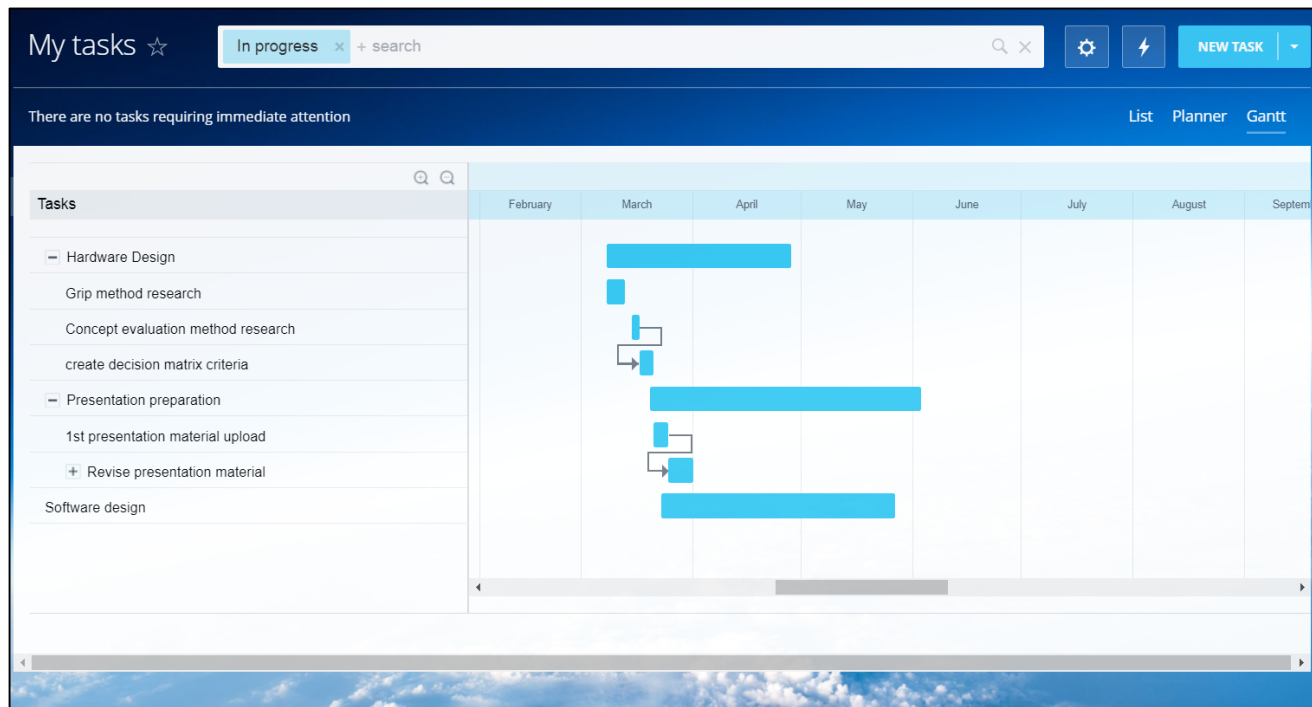 My tasks
In progress × + search
NEW TASK
There are no tasks requiring immediate attention
List Planner Gantt
Tasks
February March April May June July August Septem
Hardware Design
Grip method research
Concept evaluation method research
create decision matrix criteria
Presentation preparation
1st presentation material upload
Revise presentation material
Software design